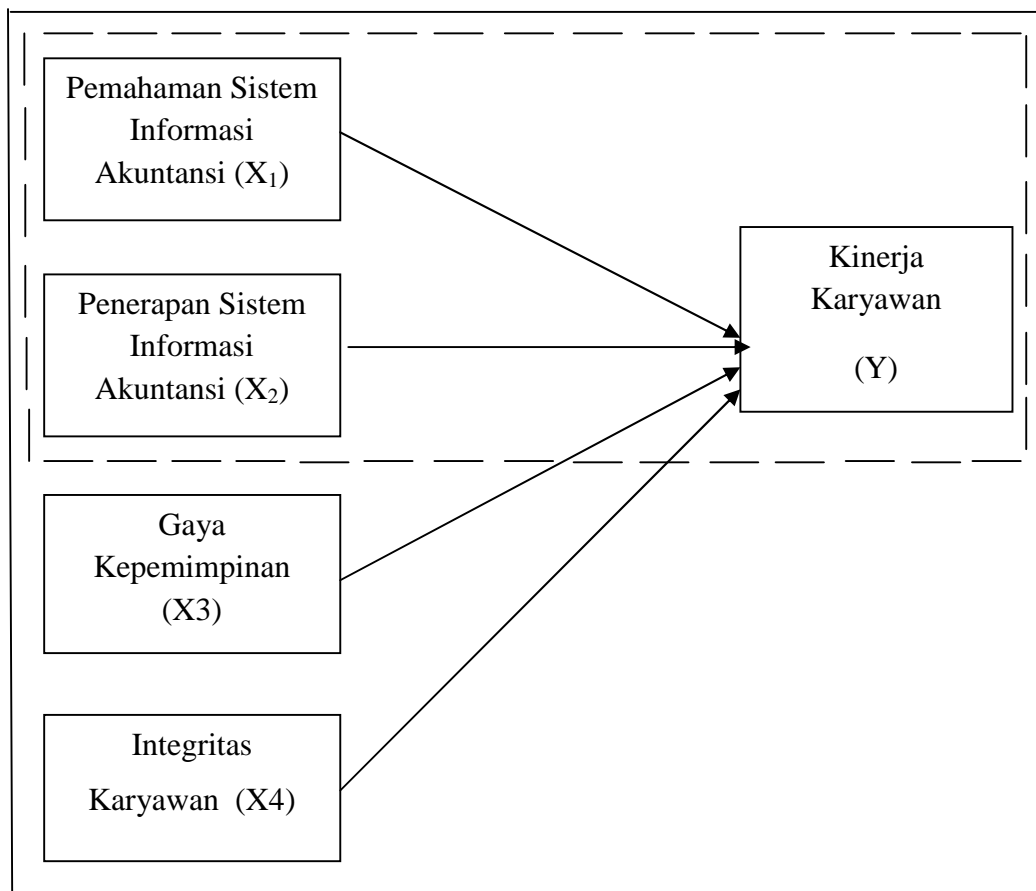 Pemahaman Sistem
Informasi
Akuntansi (X₁)
Penerapan Sistem
Informasi
Akuntansi (X₂)
Gaya
Kepemimpinan
(X3)
Integritas
Karyawan (X4)
Kinerja
Karyawan
(Y)